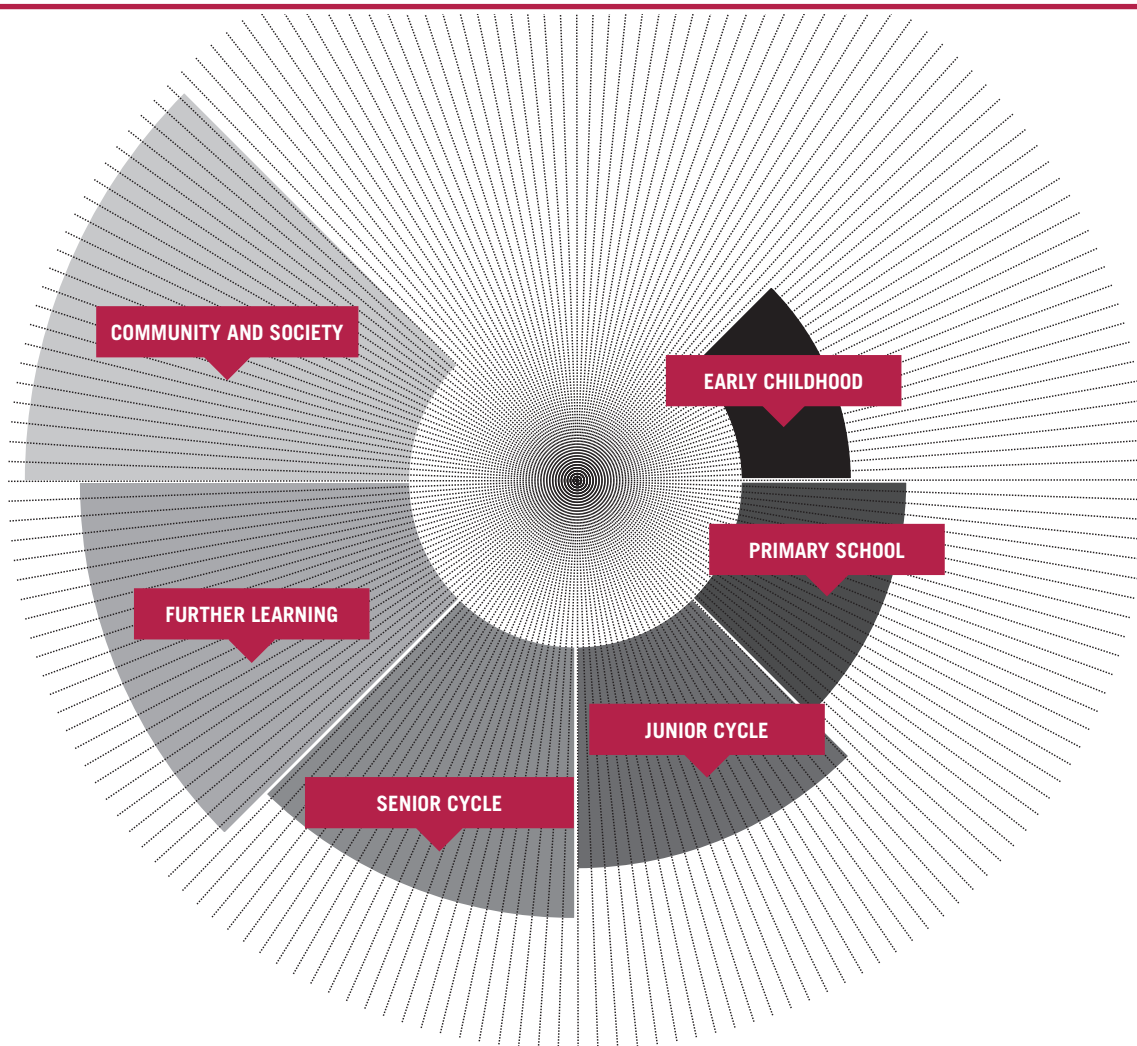 COMMUNITY AND SOCIETY
EARLY CHILDHOOD
PRIMARY SCHOOL
FURTHER LEARNING
JUNIOR CYCLE
SENIOR CYCLE